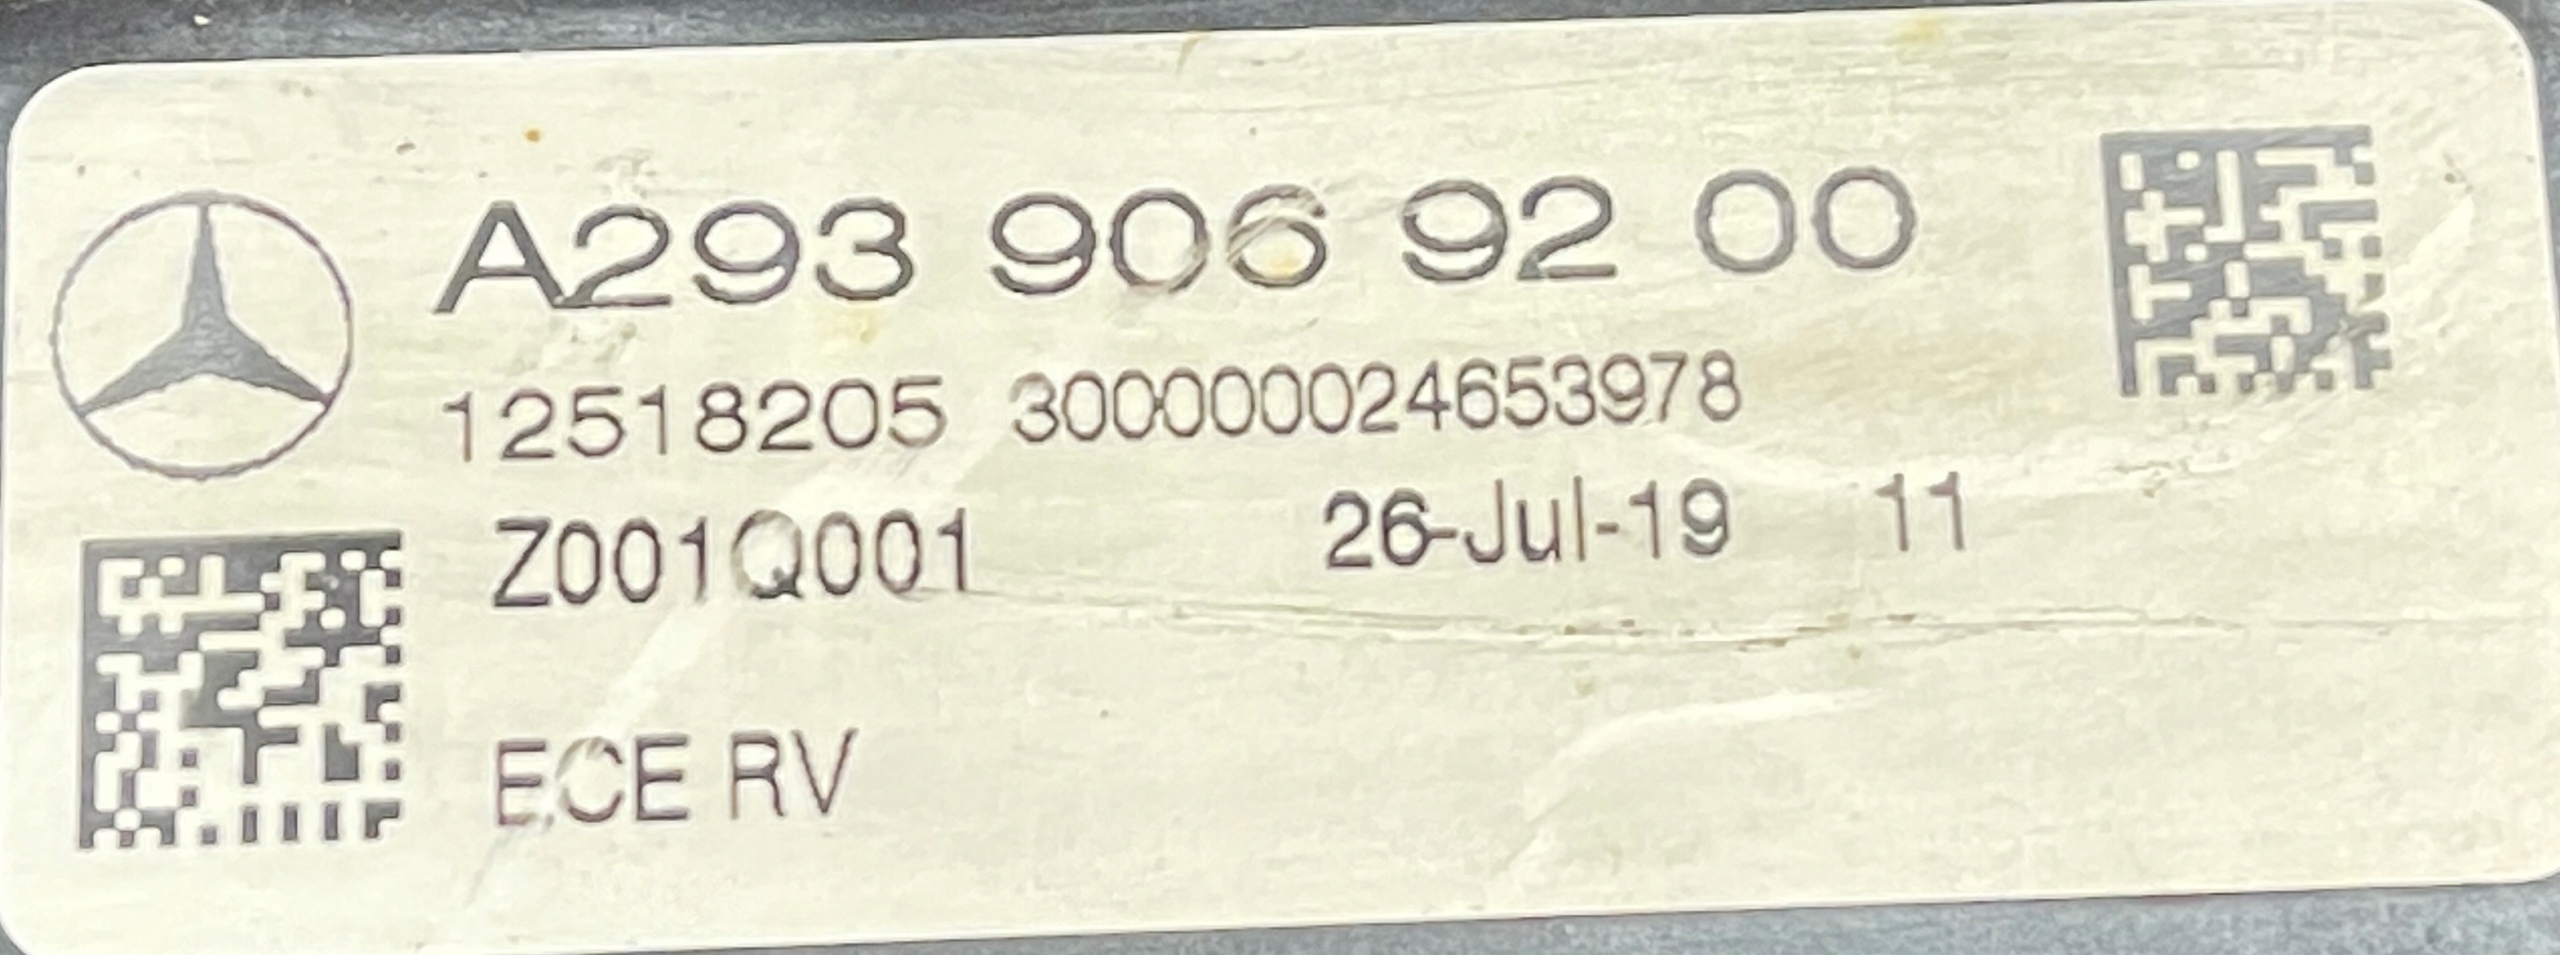 A293 906 92 00
12518205 300000024653978
Z001Q001 26-Jul-19 11
ECE RV